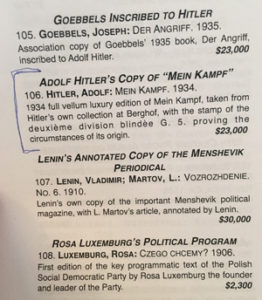 GOEBBELS INSCRIBED TO HITLER
105. GOEBBELS, JOSEPH: DER ANGRIFF. 1935.
Association copy of Goebbels' 1935 book, Der Angriff,
inscribed to Adolf Hitler. $23,000
ADOLF HITLER'S COPY OF "MEIN KAMPF"
106. HITLER, ADOLF: MEIN KAMPF. 1934.
1934 full vellum luxury edition of Mein Kampf, taken from
Hitler's own collection at Berghof, with the stamp of the
deuxième division blindée G. 5. proving the
circumstances of its origin. $23,000
LENIN'S ANNOTATED COPY OF THE MENSHEVIK
PERIODICAL
107. LENIN, VLADIMIR; MARTOV, L.: VOZROZHDENIE.
No. 6. 1910.
Lenin's own copy of the important Menshevik political
magazine, with L. Martov's article, annotated by Lenin.
$30,000
ROSA LUXEMBURG'S POLITICAL PROGRAM
108. LUXEMBURG, ROSA: CZEGO CHCEMY? 1906.
First edition of the key programmatic text of the Polish
Social Democratic Party by Rosa Luxemburg the founder
and leader of the Party. $2,300